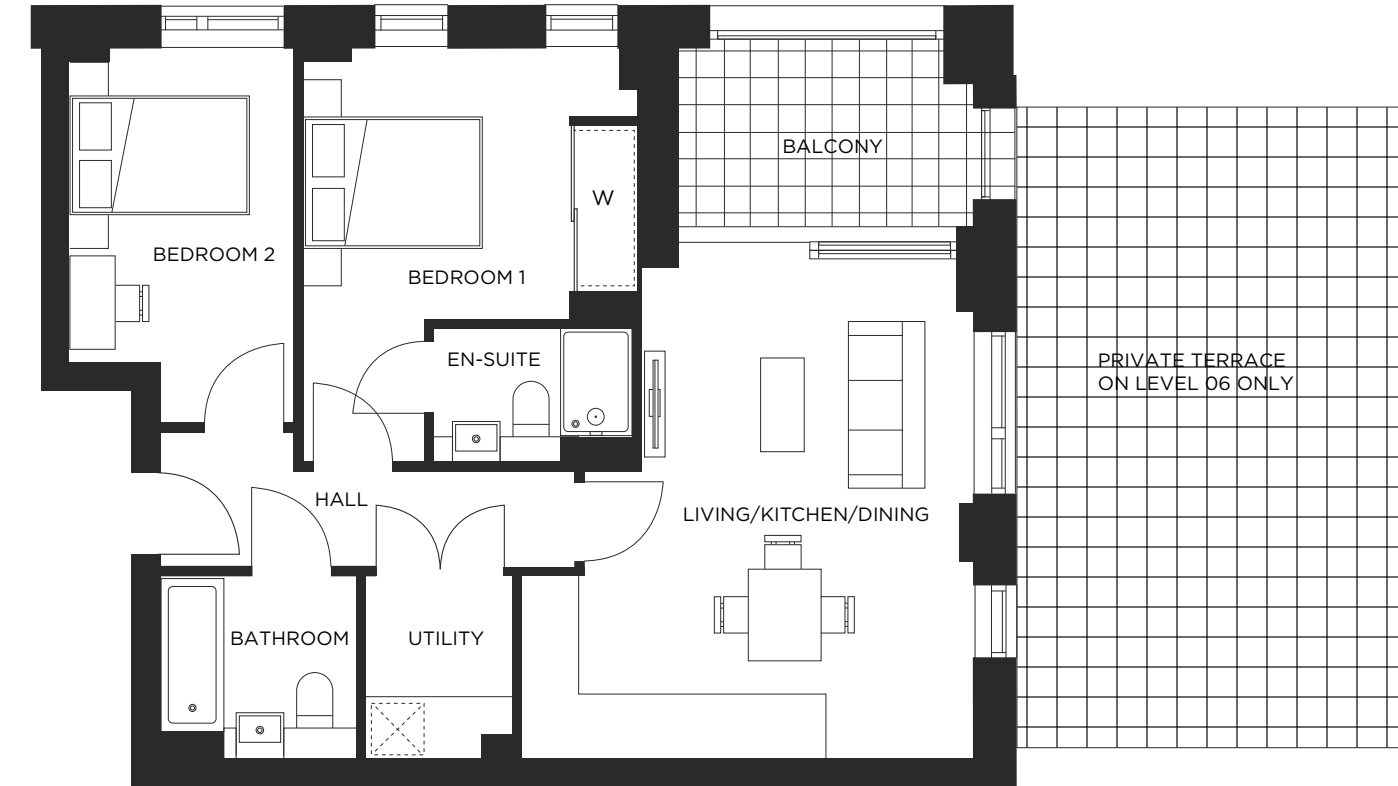 BALCONY
W
BEDROOM 2
BEDROOM 1
EN-SUITE
PRIVATE TERRACE
ON LEVEL 06 ONLY
HALL
LIVING/KITCHEN/DINING
BATHROOM
UTILITY